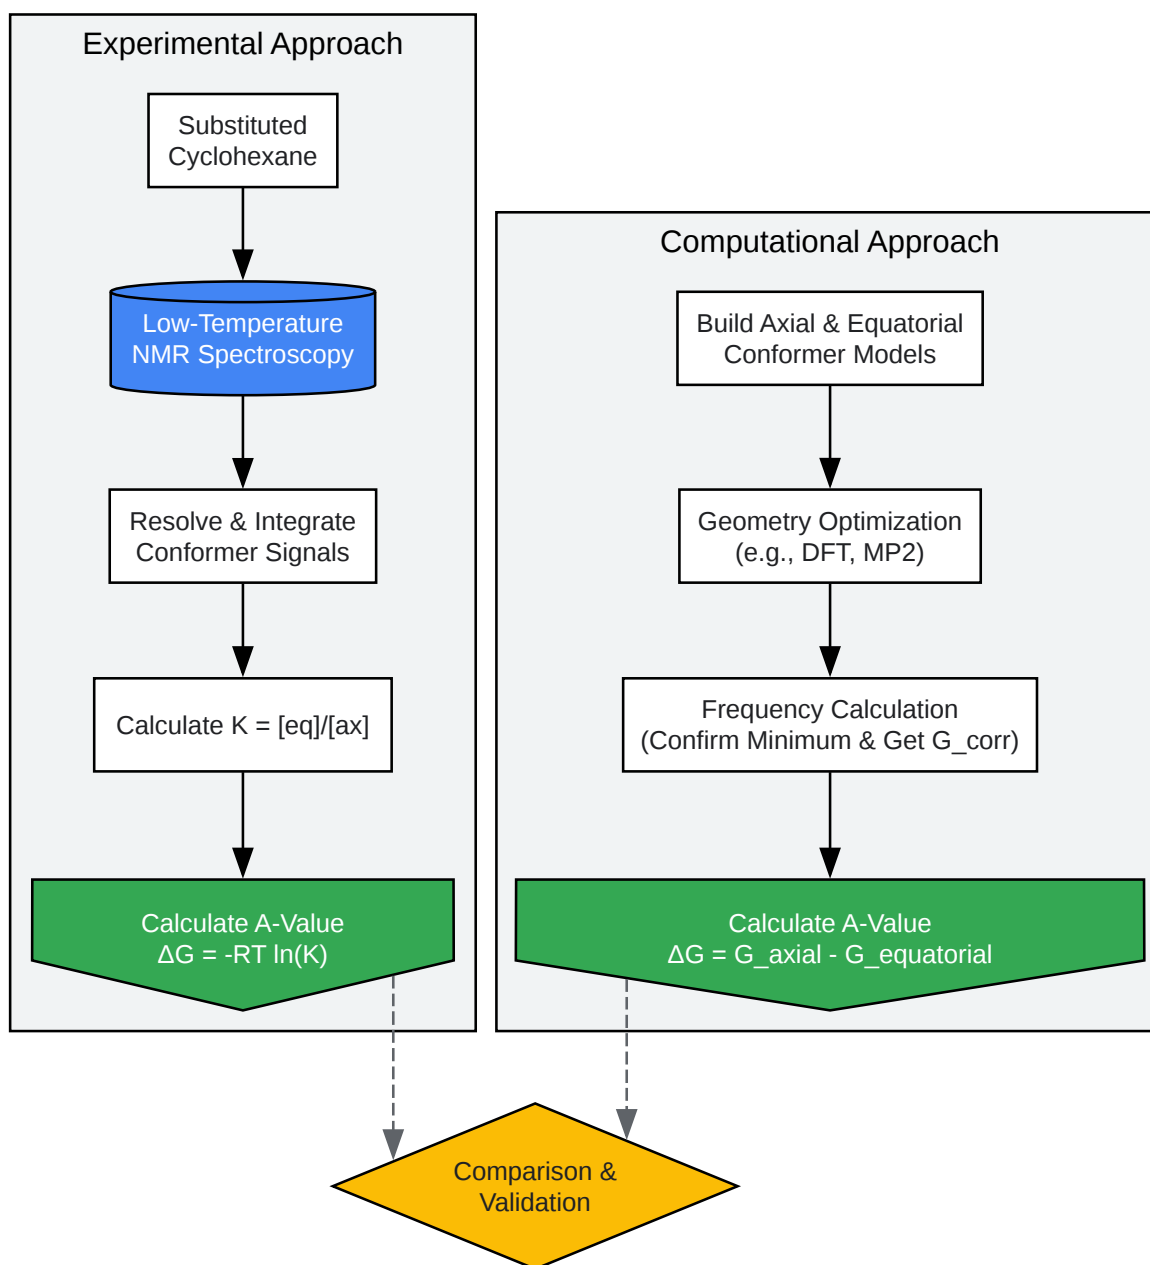 Experimental Approach
Substituted
Cyclohexane
Low-Temperature
NMR Spectroscopy
Resolve & Integrate
Conformer Signals
Calculate K = [eq]/[ax]
Calculate A-Value
ΔG = -RT ln(K)
Computational Approach
Build Axial & Equatorial
Conformer Models
Geometry Optimization
(e.g., DFT, MP2)
Frequency Calculation
(Confirm Minimum & Get G_corr)
Calculate A-Value
ΔG = G_axial - G_equatorial
Comparison &
Validation